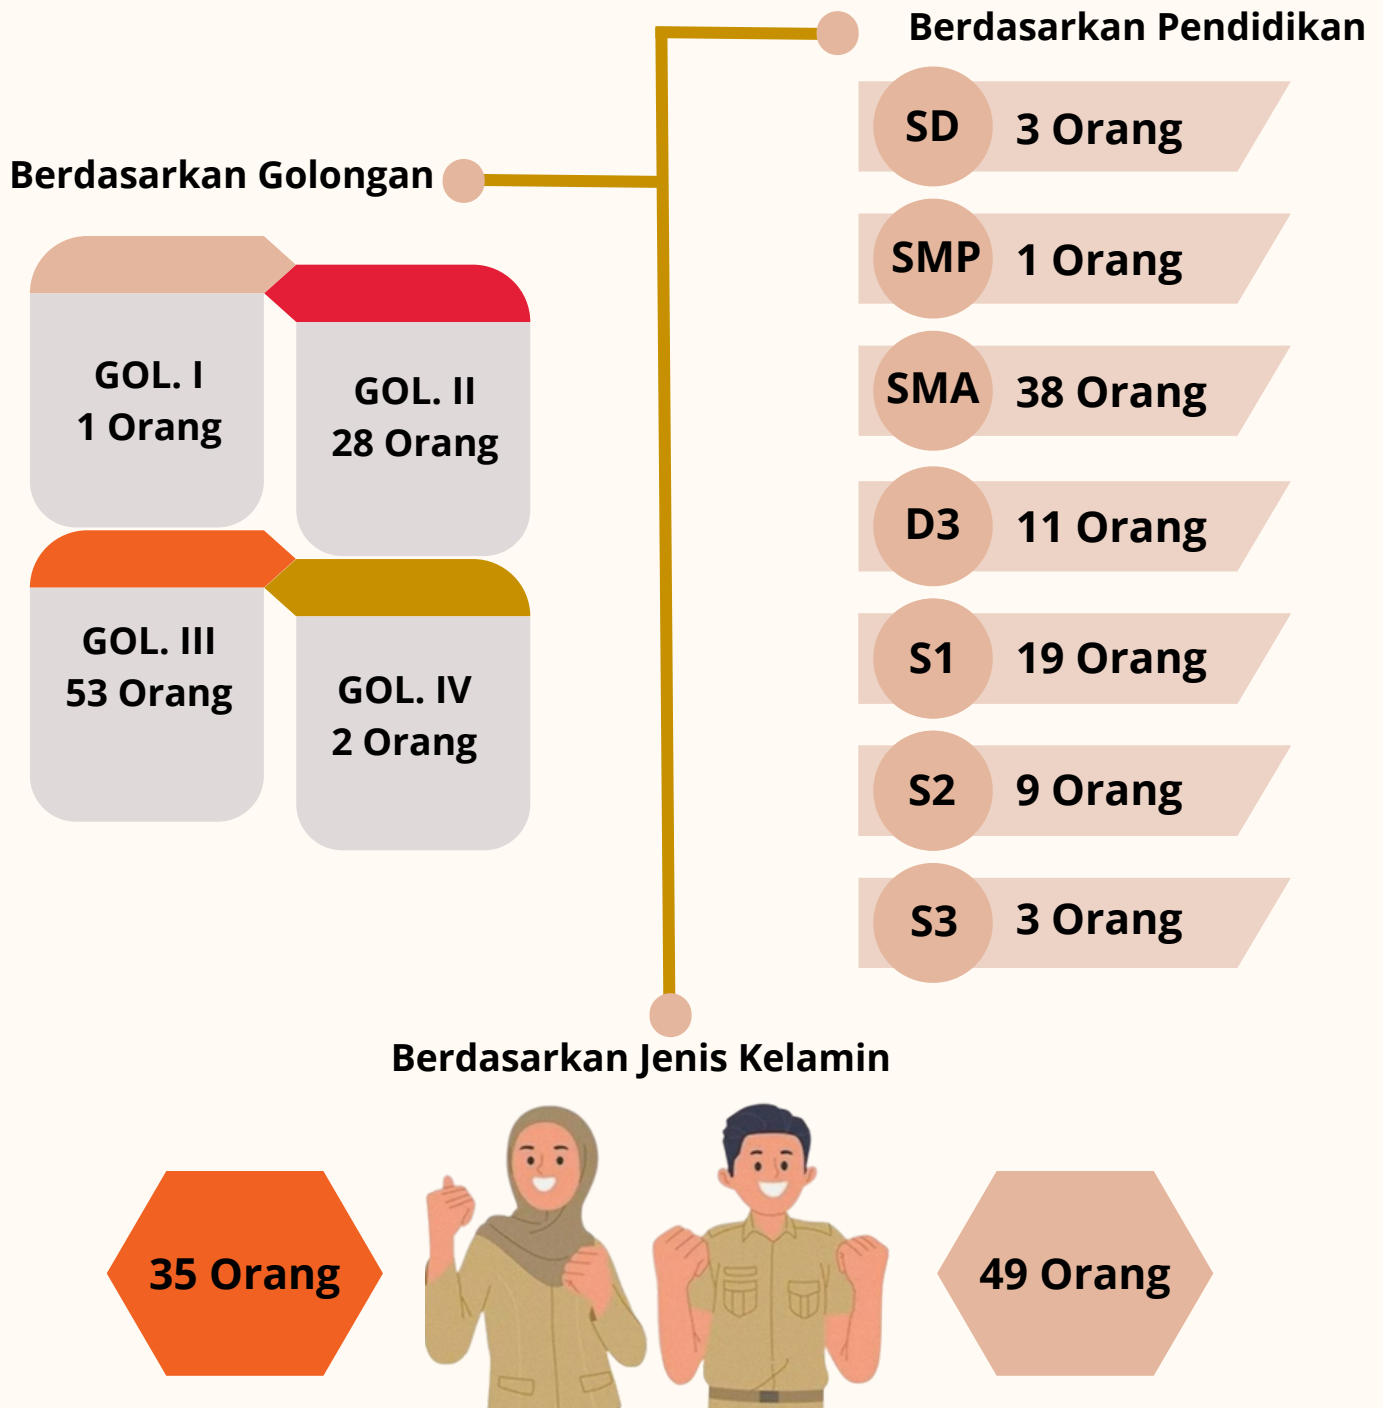 Berdasarkan Pendidikan
SD
3 Orang
SMP
1 Orang
SMA
38 Orang
D3
11 Orang
S1
19 Orang
S2
9 Orang
S3
3 Orang
Berdasarkan Golongan
GOL. I
1 Orang
GOL. II
28 Orang
GOL. III
53 Orang
GOL. IV
2 Orang
Berdasarkan Jenis Kelamin
35 Orang
49 Orang